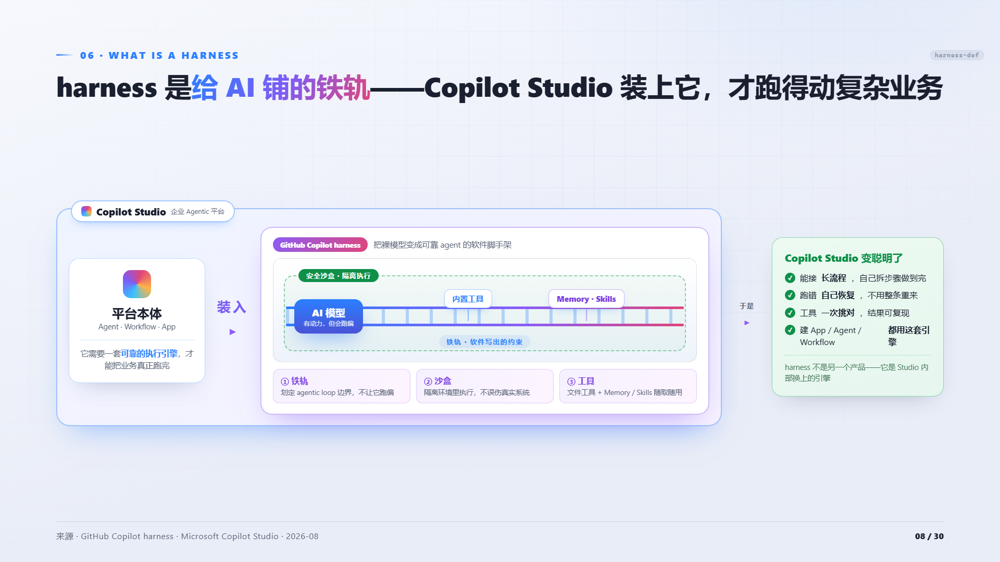 06 · WHAT IS A HARNESS
harness-def
harness 是给 AI 铺的铁轨——Copilot Studio 装上它，才跑得动复杂业务
Copilot Studio 企业 Agentic 平台
平台本体
Agent · Workflow · App
它需要一套可靠的执行引擎，才
能把业务真正跑完
装入
▶
GitHub Copilot harness 把裸模型变成可靠 agent 的软件脚手架
安全沙盒 · 隔离执行
内置工具
Memory · Skills
AI 模型
有动力，但会跑偏
铁轨 · 软件写出的约束
① 铁轨
划定 agentic loop 边界，不让它跑偏
② 沙盒
隔离环境里执行，不误伤真实系统
③ 工具
文件工具 + Memory / Skills 随取随用
于是
▶
Copilot Studio 变聪明了
✓ 能接 长流程 ，自己拆步骤做到完
✓ 跑错 自己恢复 ，不用整条重来
✓ 工具 一次挑对 ，结果可复现
✓ 建 App / Agent / Workflow 都用这套引擎
harness 不是另一个产品——它是 Studio 内
部换上的引擎
来源 · GitHub Copilot harness · Microsoft Copilot Studio · 2026-08
08 / 30